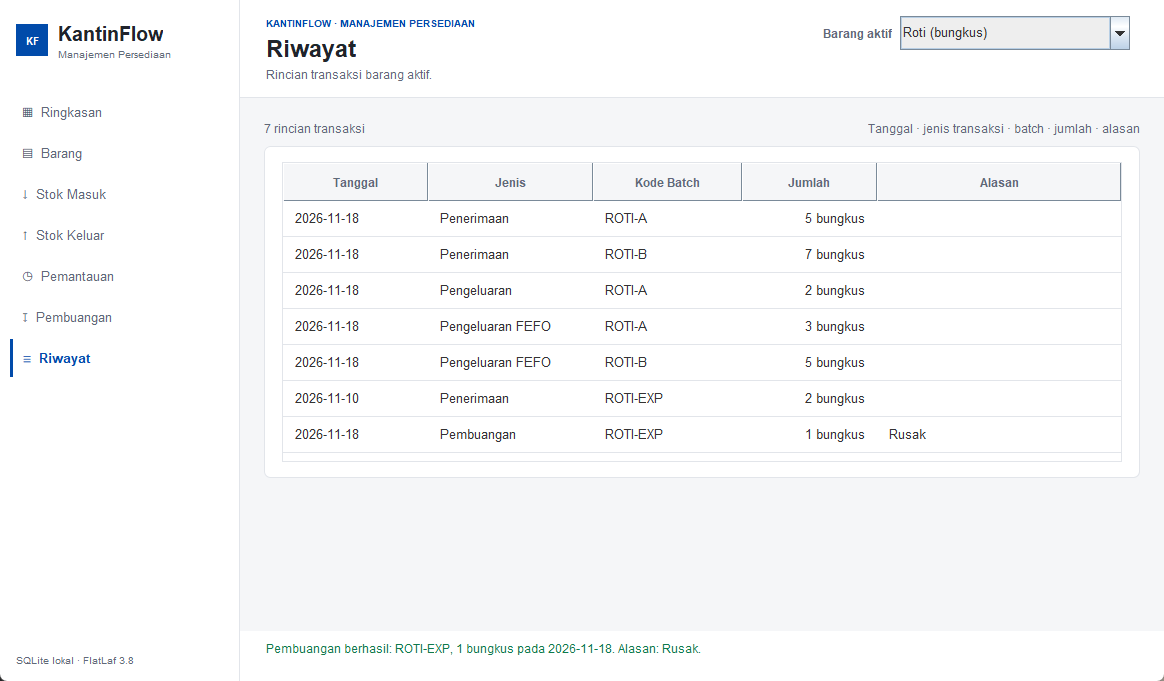 KF
KantinFlow
Manajemen Persediaan
Ringkasan
Barang
Stok Masuk
Stok Keluar
Pemantauan
Pembuangan
Riwayat
SQLite lokal · FlatLaf 3.8
KANTINFLOW · MANAJEMEN PERSEDIAAN
Riwayat
Rincian transaksi barang aktif.
Barang aktif Roti (bungkus)
7 rincian transaksi Tanggal · jenis transaksi · batch · jumlah · alasan
Tanggal Jenis Kode Batch Jumlah Alasan
2026-11-18 Penerimaan ROTI-A 5 bungkus
2026-11-18 Penerimaan ROTI-B 7 bungkus
2026-11-18 Pengeluaran ROTI-A 2 bungkus
2026-11-18 Pengeluaran FEFO ROTI-A 3 bungkus
2026-11-18 Pengeluaran FEFO ROTI-B 5 bungkus
2026-11-10 Penerimaan ROTI-EXP 2 bungkus
2026-11-18 Pembuangan ROTI-EXP 1 bungkus Rusak
Pembuangan berhasil: ROTI-EXP, 1 bungkus pada 2026-11-18. Alasan: Rusak.